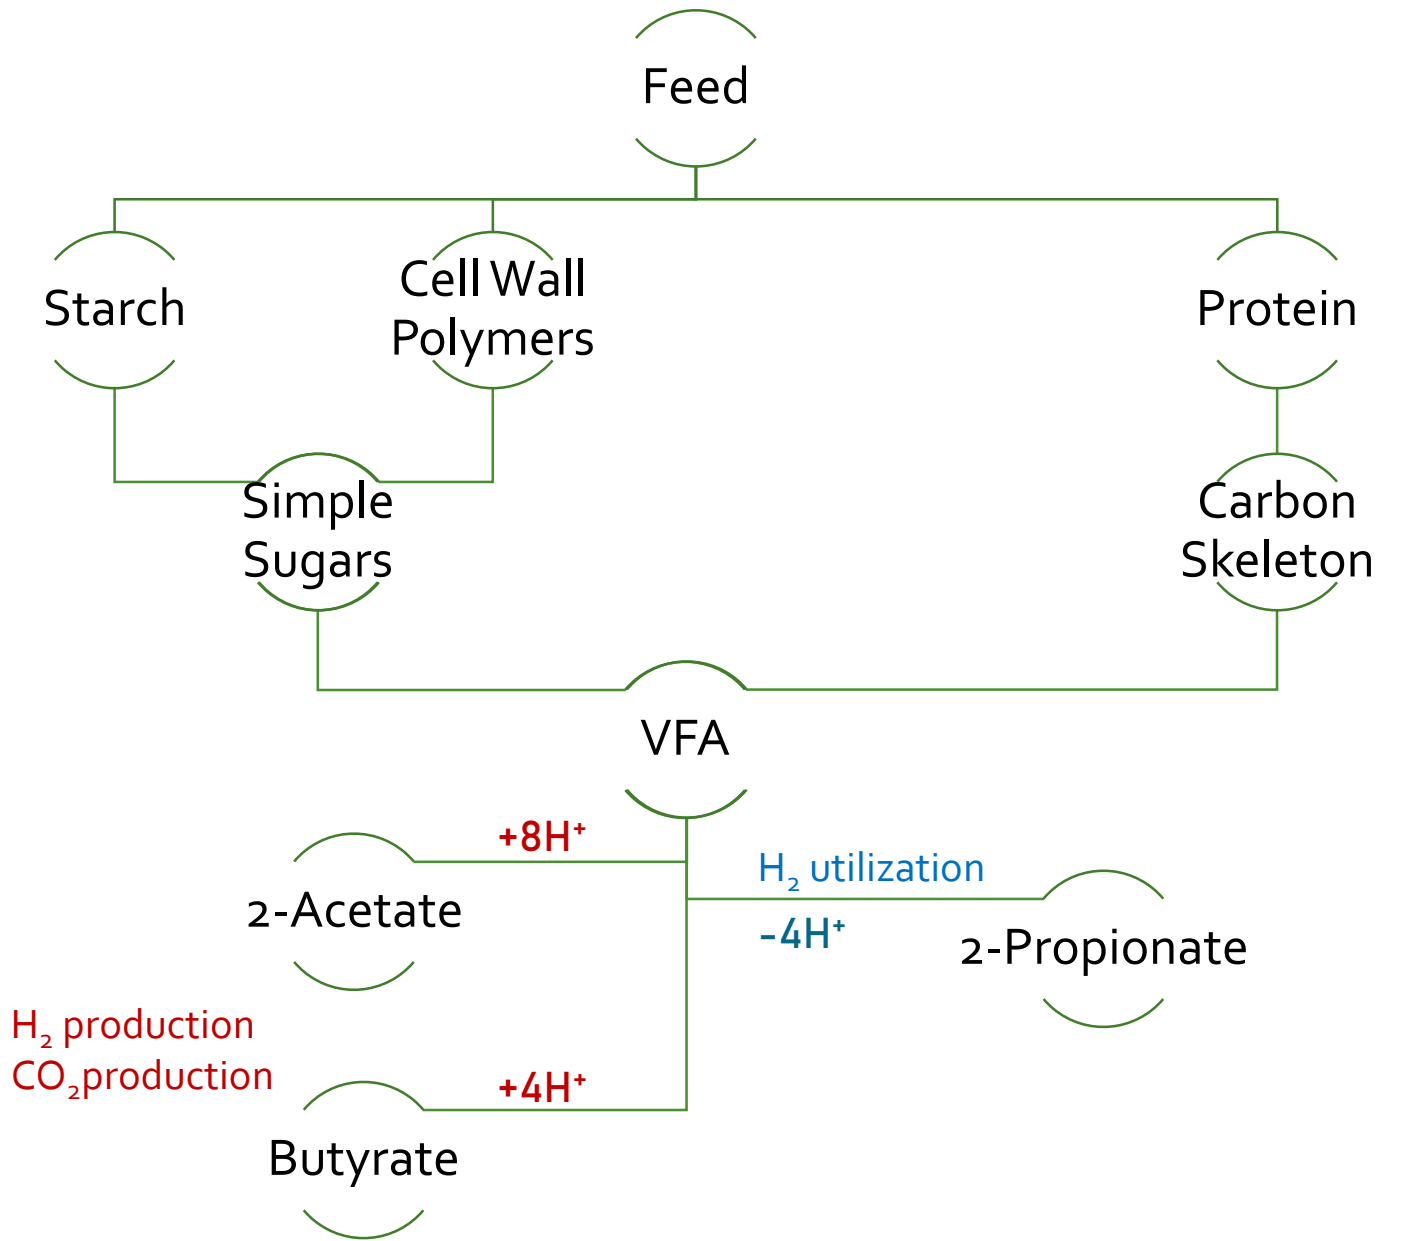 Feed
Starch
Cell Wall
Polymers
Protein
Simple
Sugars
Carbon
Skeleton
VFA
+8H⁺
H₂ utilization
-4H⁺
2-Acetate
2-Propionate
H₂ production
CO₂production
+4H⁺
Butyrate